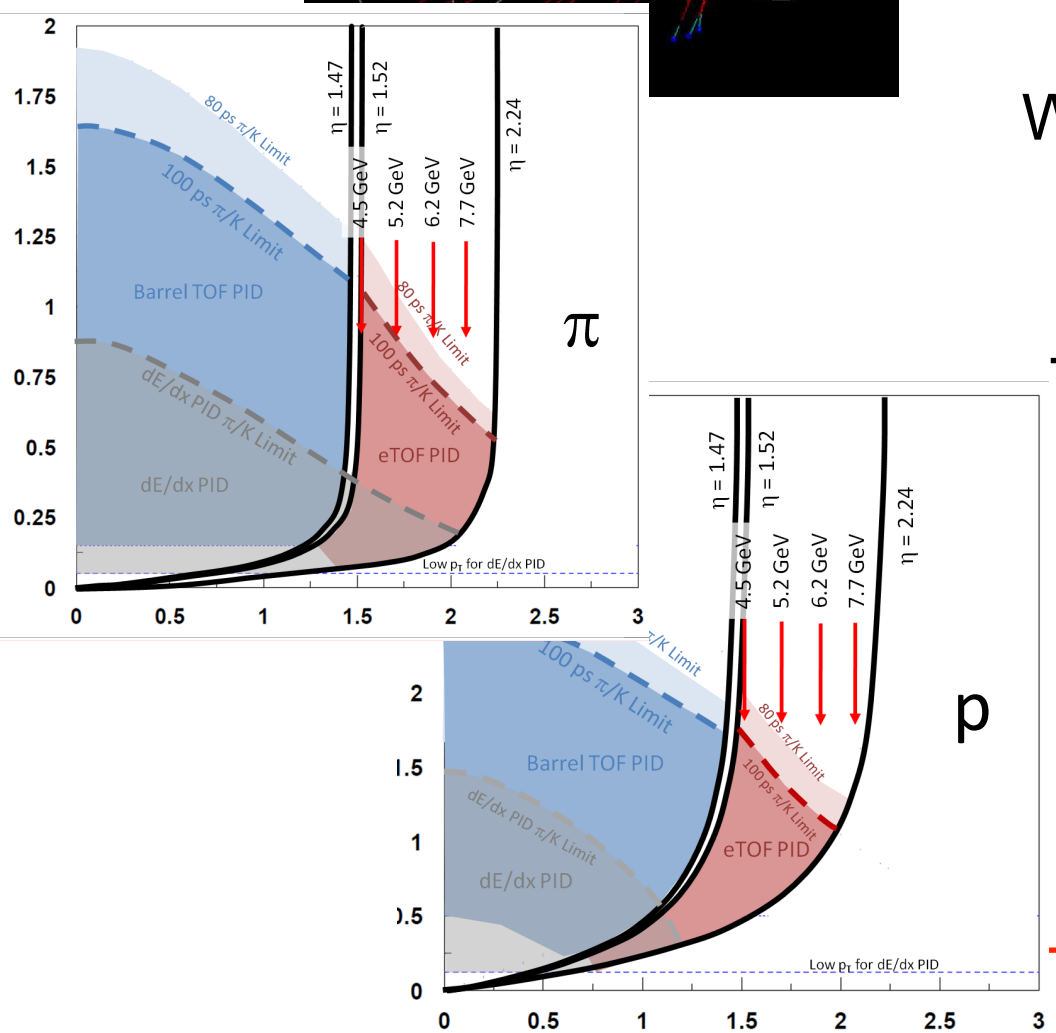 2
1.75
1.5
1.25
1
0.75
0.5
0.25
0
0
0.5
1
1.5
2
2.5
3
η = 1.47
η = 1.52
η = 2.24
4.5 GeV
5.2 GeV
6.2 GeV
7.7 GeV
80 ps π/K Limit
100 ps π/K Limit
Barrel TOF PID
dE/dx PID π/K Limit
dE/dx PID
80 ps π/K Limit
100 ps π/K Limit
eTOF PID
Low pT for dE/dx PID
π
W
η = 1.47
η = 1.52
η = 2.24
4.5 GeV
5.2 GeV
6.2 GeV
7.7 GeV
π/K Limit
100 ps π/K Limit
Barrel TOF PID
dE/dx PID π/K Limit
dE/dx PID
80 ps π/K Limit
100 ps π/K Limit
eTOF PID
Low pT for dE/dx PID
p
2
1.5
1
0.5
0
0
0.5
1
1.5
2
2.5
3